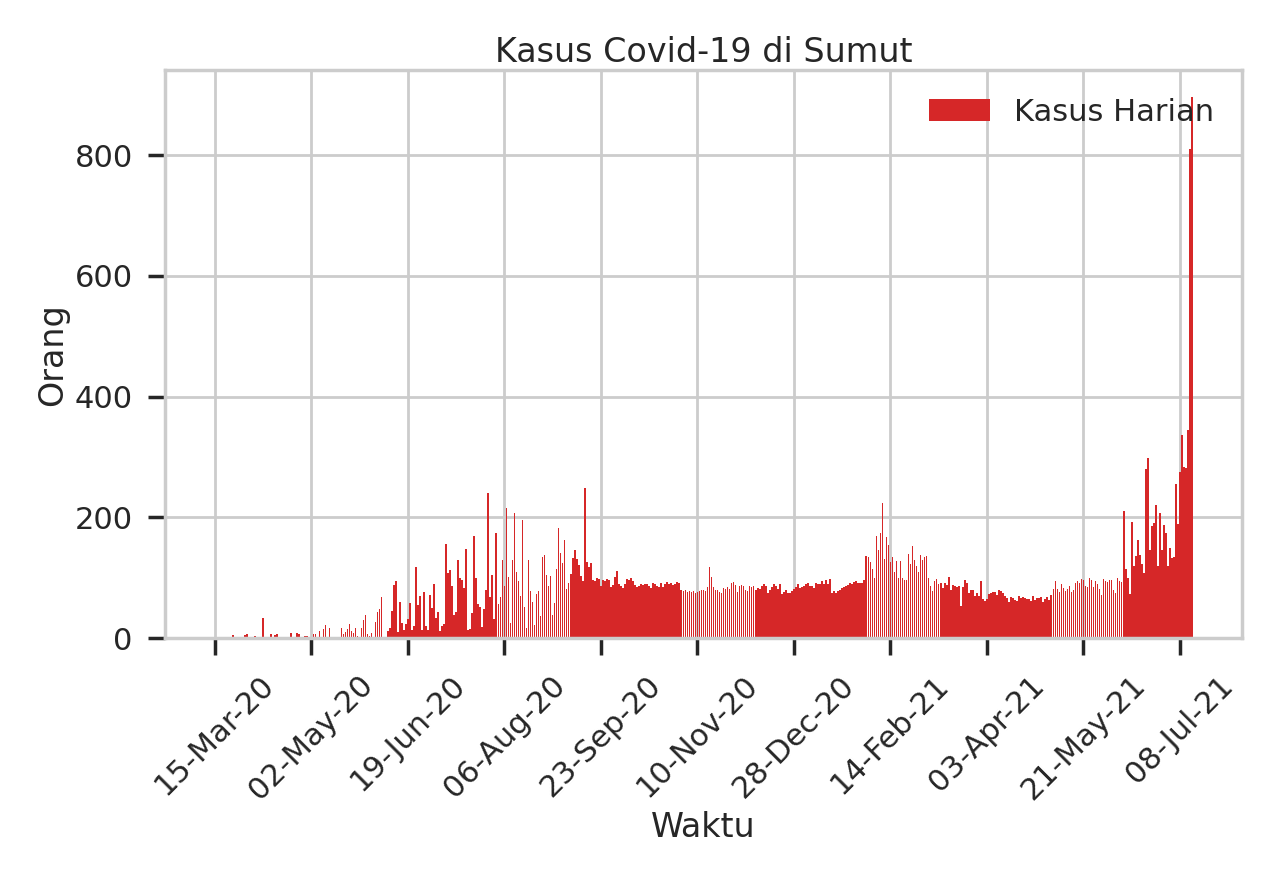 Kasus Covid-19 di Sumut
Kasus Harian
Orang
800
600
400
200
0
15-Mar-20
02-May-20
19-Jun-20
06-Aug-20
23-Sep-20
10-Nov-20
28-Dec-20
14-Feb-21
03-Apr-21
21-May-21
08-Jul-21
Waktu